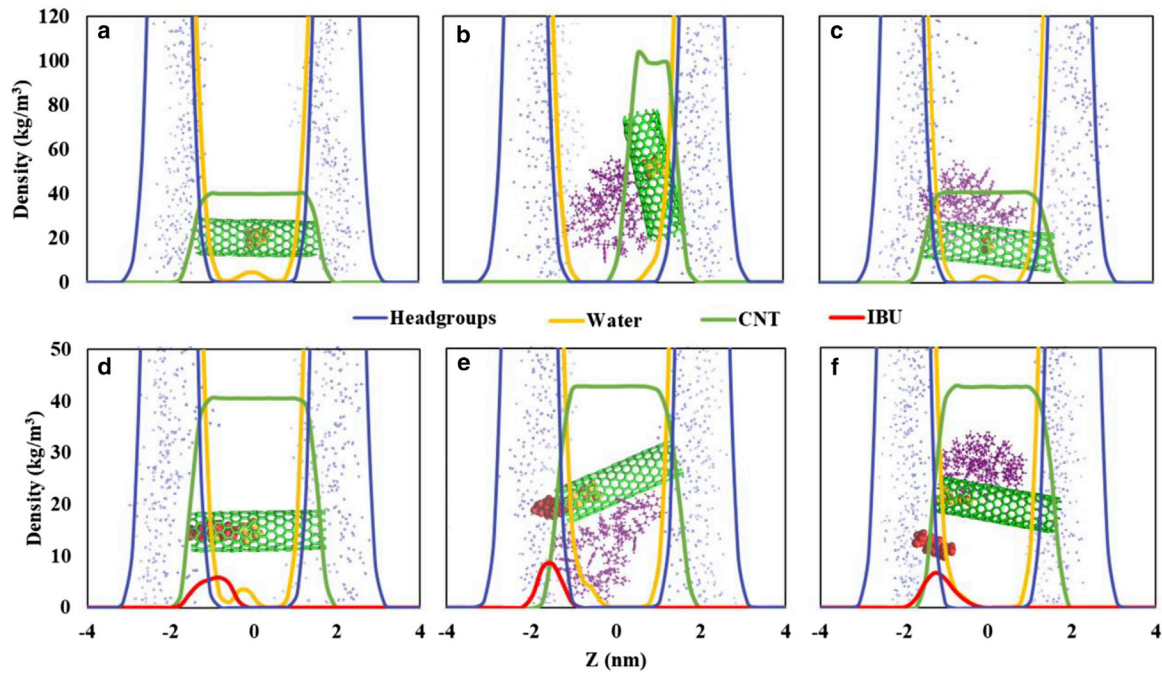 120
100
80
60
40
20
0
Density (kg/m³)
a
b
c
Headgroups
Water
CNT
IBU
50
40
30
20
10
0
Density (kg/m³)
d
e
f
-4 -2 0 2 4
-4 -2 0 2 4
-4 -2 0 2 4
Z (nm)